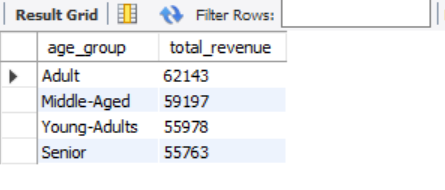 Result Grid Filter Rows:
age_group total_revenue
Adult 62143
Middle-Aged 59197
Young-Adults 55978
Senior 55763